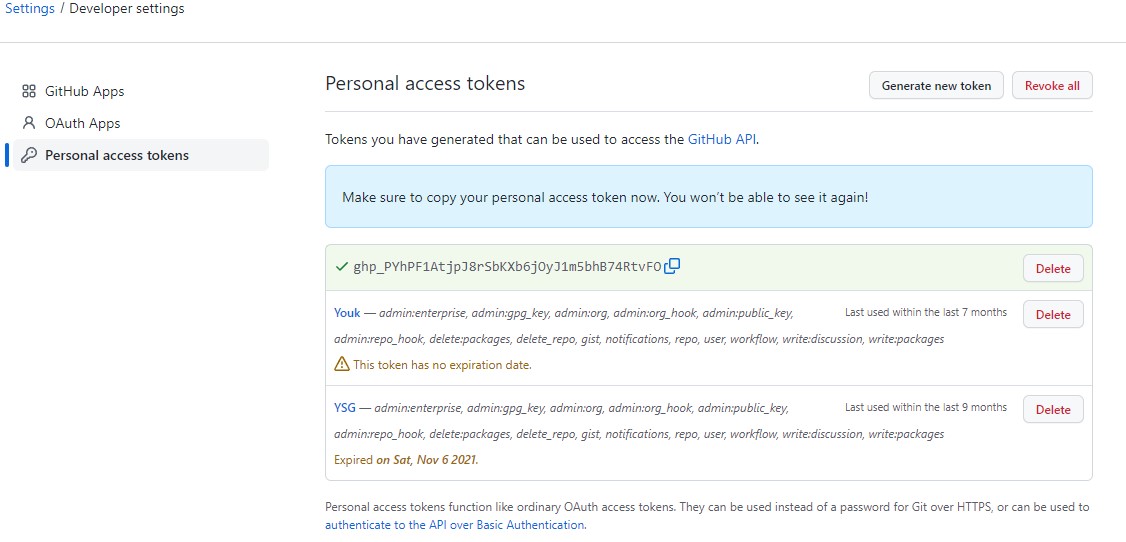 Settings / Developer settings
GitHub Apps
OAuth Apps
Personal access tokens
Personal access tokens
Generate new token
Revoke all
Tokens you have generated that can be used to access the GitHub API.
Make sure to copy your personal access token now. You won't be able to see it again!
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
Delete
Youk — admin:enterprise, admin:gpg_key, admin:org, admin:org_hook, admin:public_key,
Last used within the last 7 months
Delete
admin:repo_hook, delete:packages, delete_repo, gist, notifications, repo, user, workflow, write:discussion, write:packages
This token has no expiration date.
YSG — admin:enterprise, admin:gpg_key, admin:org, admin:org_hook, admin:public_key,
Last used within the last 9 months
Delete
admin:repo_hook, delete:packages, delete_repo, gist, notifications, repo, user, workflow, write:discussion, write:packages
Expired on Sat, Nov 6 2021.
Personal access tokens function like ordinary OAuth access tokens. They can be used instead of a password for Git over HTTPS, or can be used to
authenticate to the API over Basic Authentication.